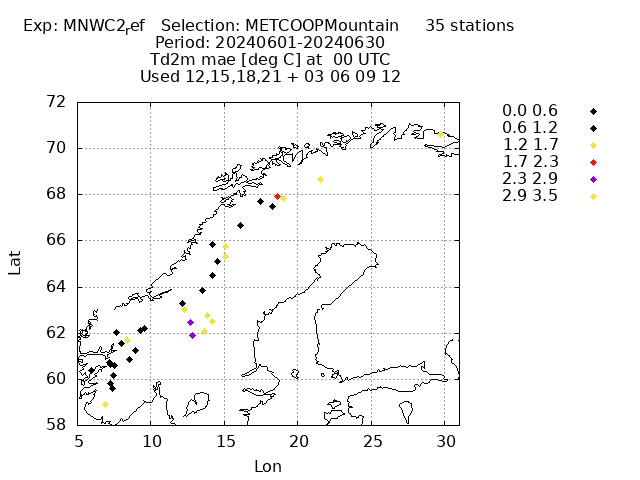 Exp: MNWC2ref   Selection: METCOOPMountain     35 stations
Period: 20240601-20240630
Td2m mae [deg C] at  00 UTC
Used 12,15,18,21 + 03 06 09 12
72
70
68
66
64
62
60
58
5 10 15 20 25 30
Lat
Lon
0.0 0.6
0.6 1.2
1.2 1.7
1.7 2.3
2.3 2.9
2.9 3.5